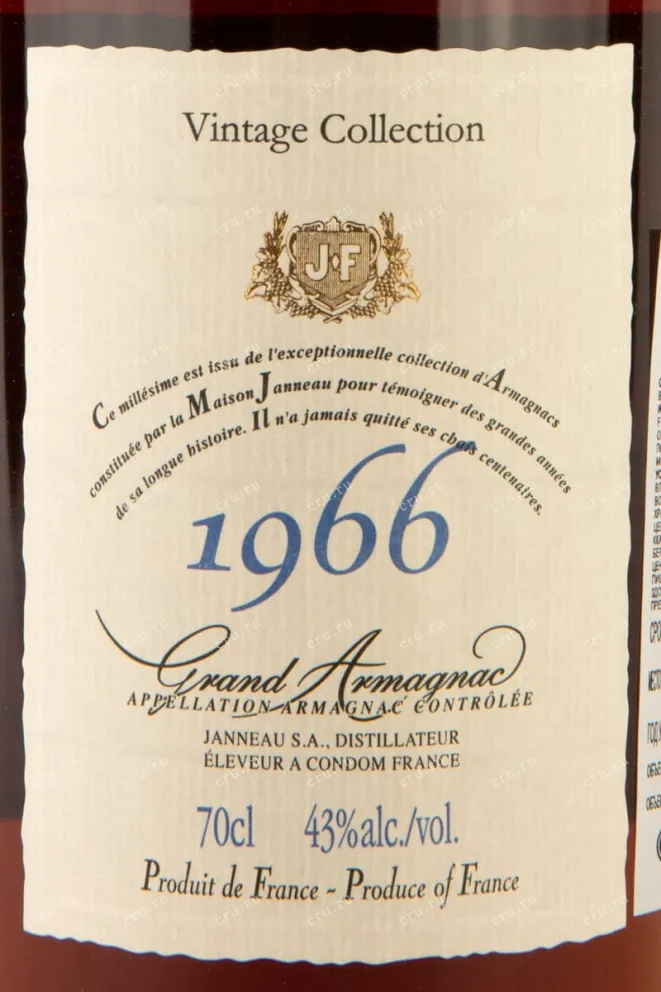 Vintage Collection
J·F
Ce millésime est issu de l'exceptionnelle collection d'Armagnacs
constituée par la Maison Janneau pour témoigner des grandes années
de sa longue histoire. Il n'a jamais quitté ses chais centenaires.
1966
Grand Armagnac
APPELLATION ARMAGNAC CONTRÔLÉE
JANNEAU S.A., DISTILLATEUR
ÉLEVEUR A CONDOM FRANCE
70cl 43%alc./vol.
Produit de France ~ Produce of France